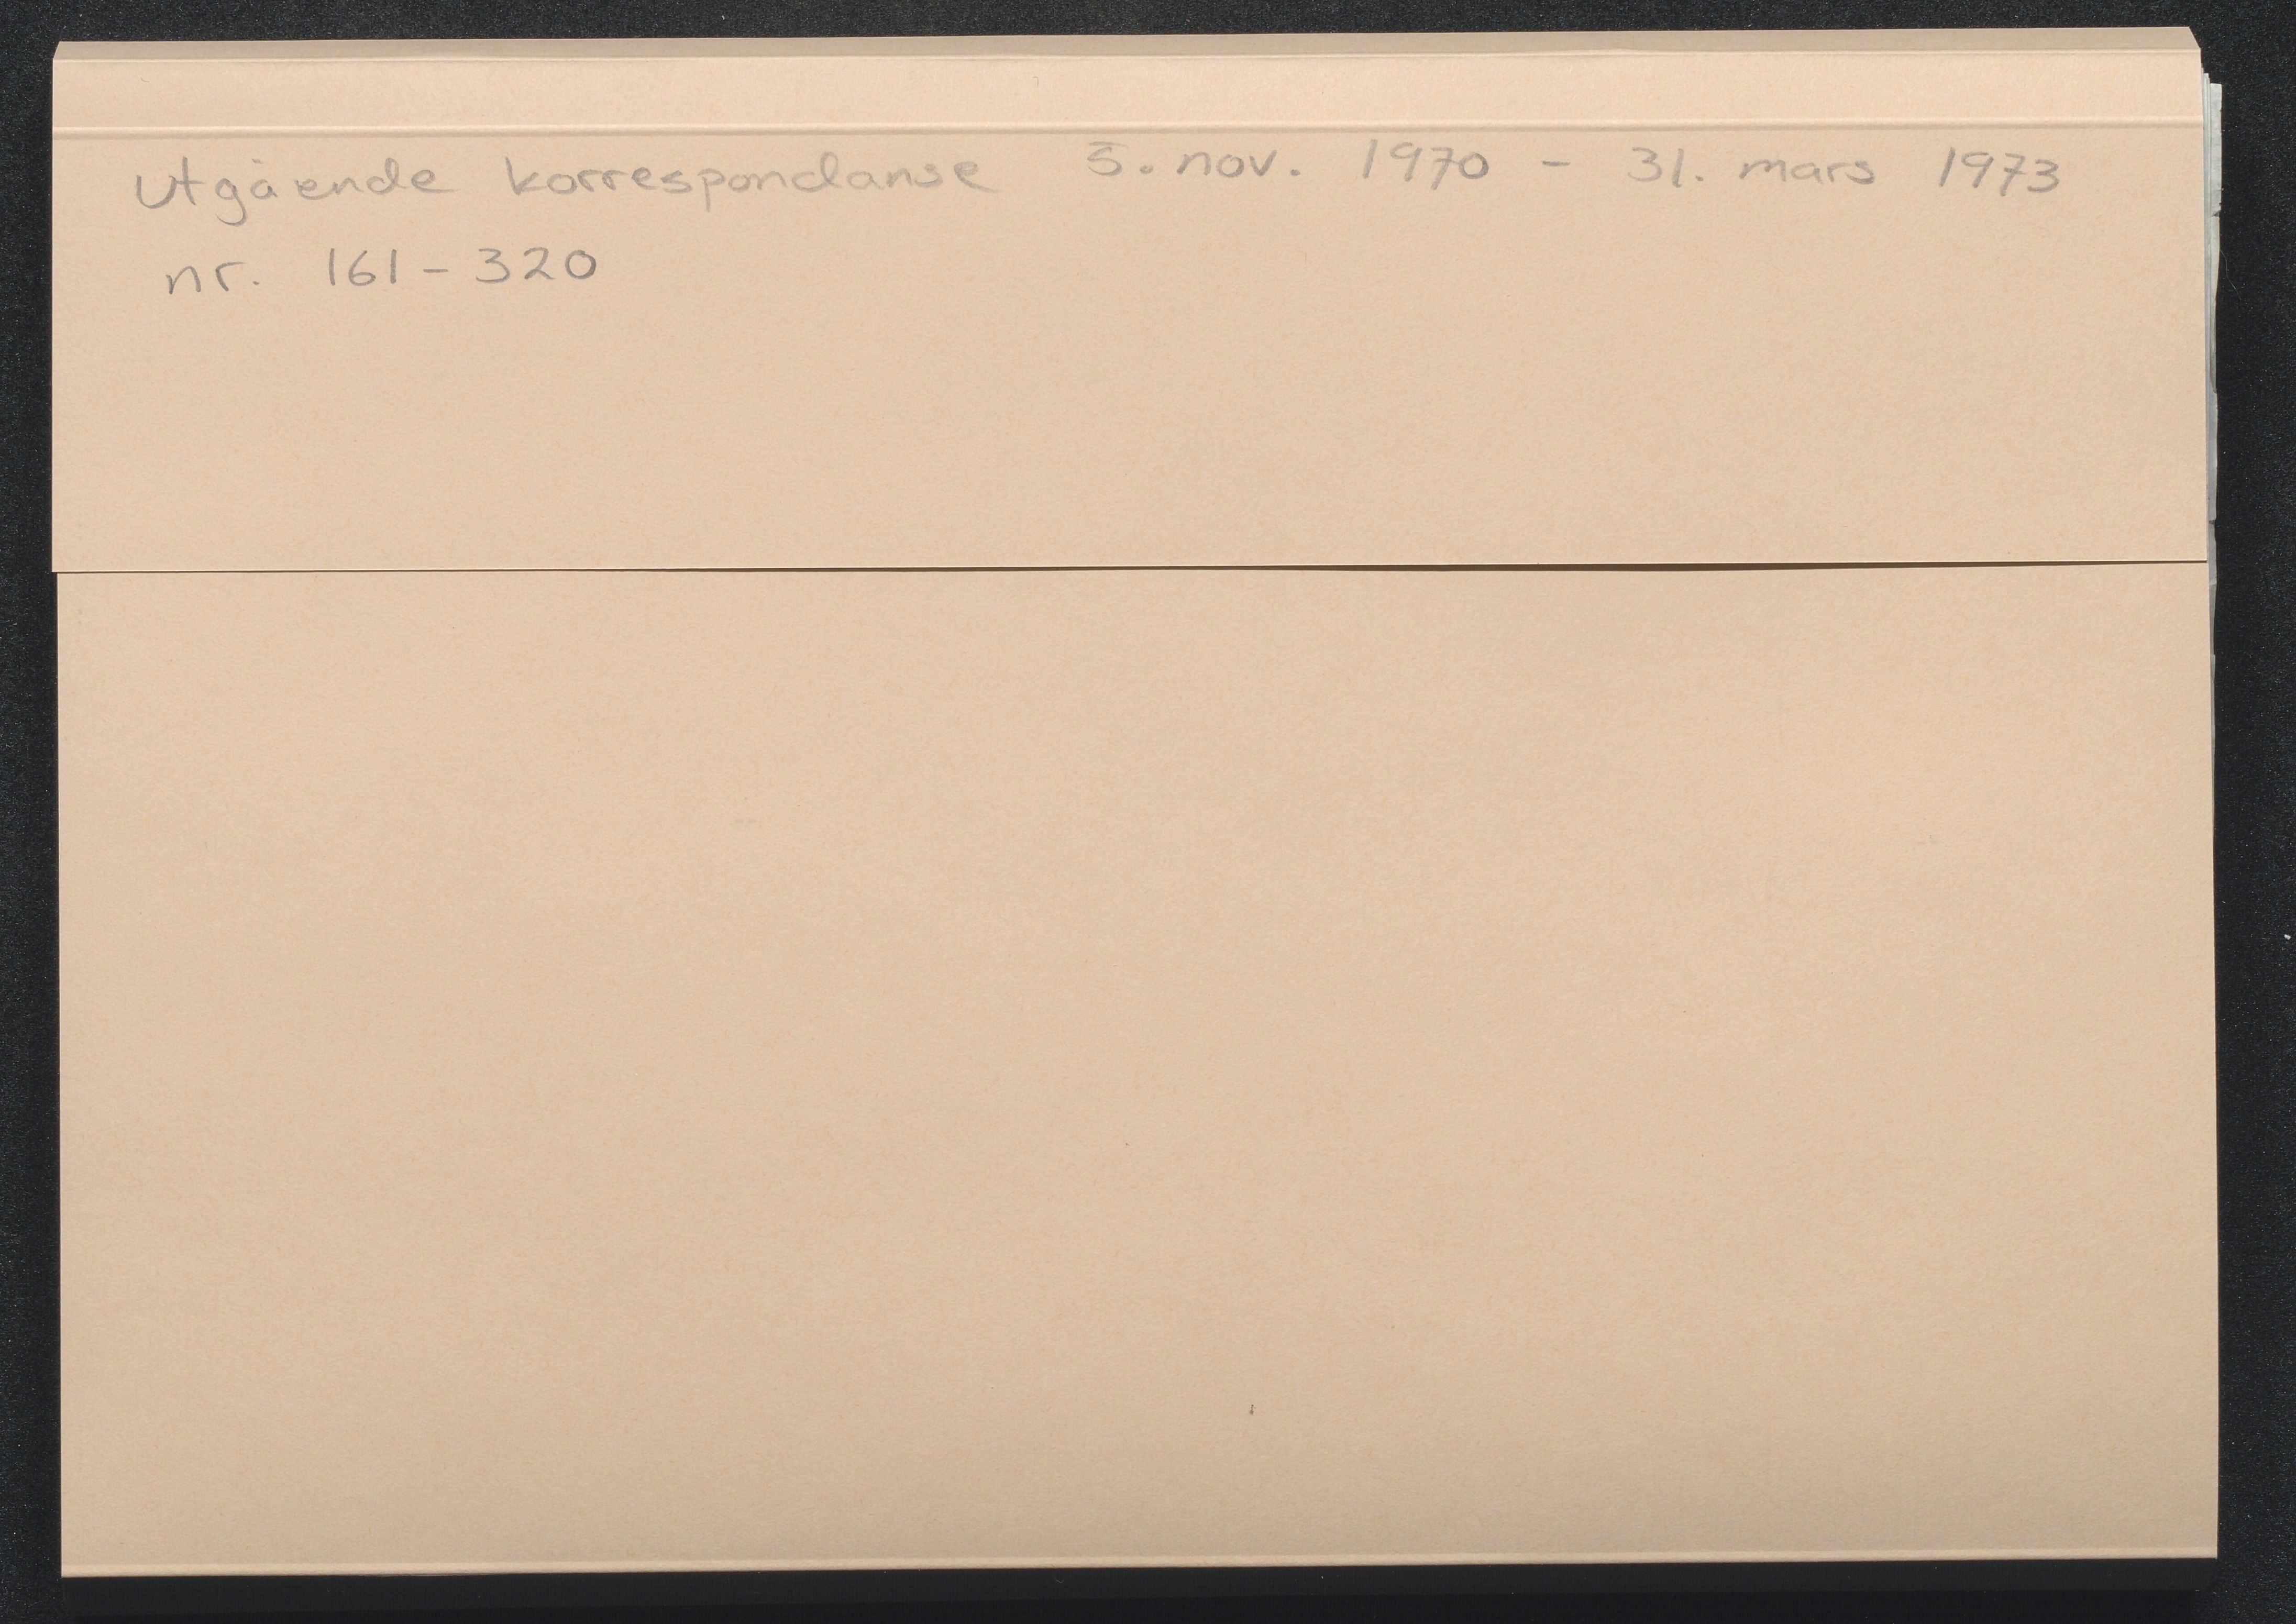 Utgående korrespondanse 5. nov. 1970 - 31. mars 1973
nr. 161 - 320